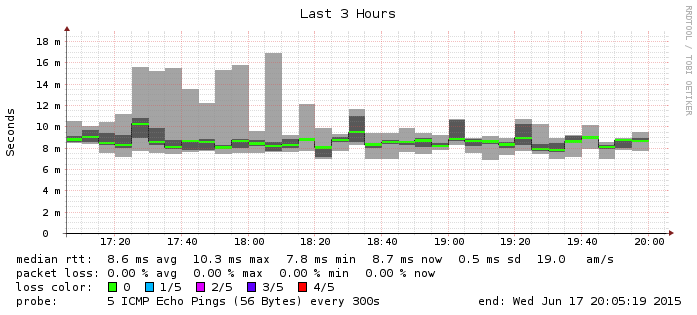 Last 3 Hours
RRDTOOL / TOBI OETIKER
Seconds
18 m
16 m
14 m
12 m
10 m
8 m
6 m
4 m
2 m
0
17:20 17:40 18:00 18:20 18:40 19:00 19:20 19:40 20:00
median rtt: 8.6 ms avg 10.3 ms max 7.8 ms min 8.7 ms now 0.5 ms sd 19.0 am/s
packet loss: 0.00 % avg 0.00 % max 0.00 % min 0.00 % now
loss color: 0 1/5 2/5 3/5 4/5
probe: 5 ICMP Echo Pings (56 Bytes) every 300s end: Wed Jun 17 20:05:19 2015